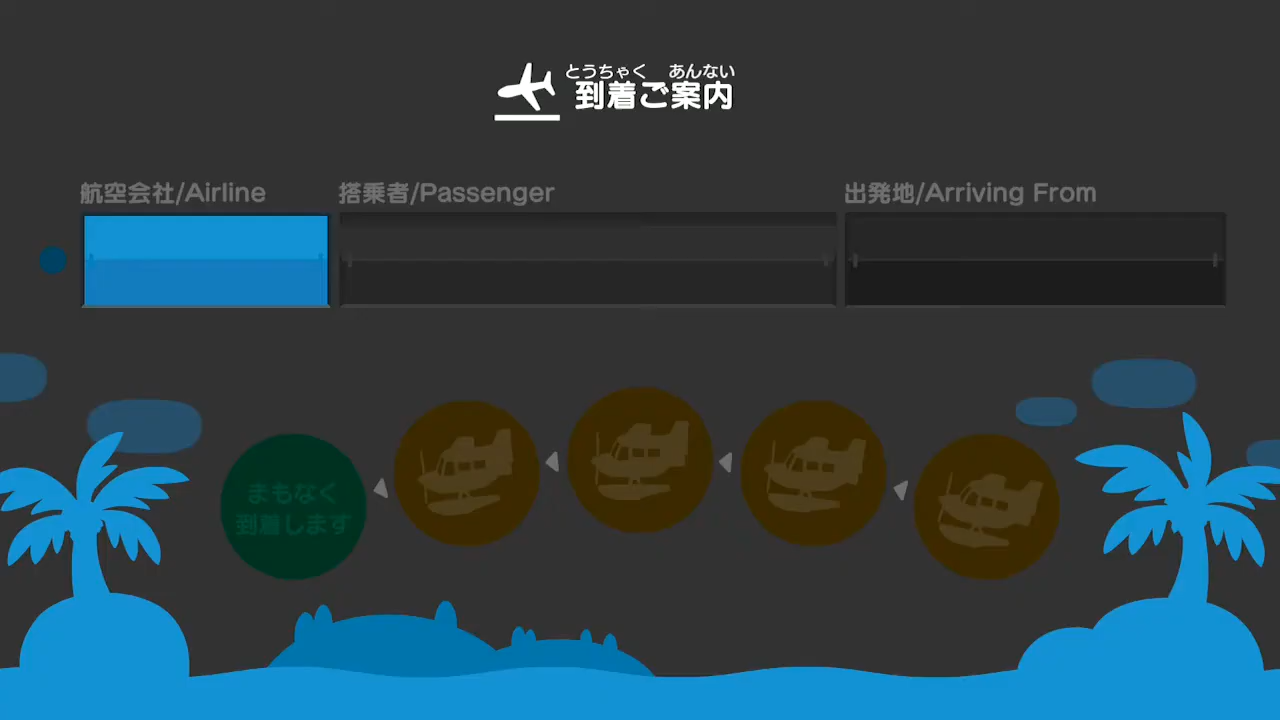 とうちゃく あんない
到着ご案内
航空会社/Airline
搭乗者/Passenger
出発地/Arriving From
まもなく
到着します